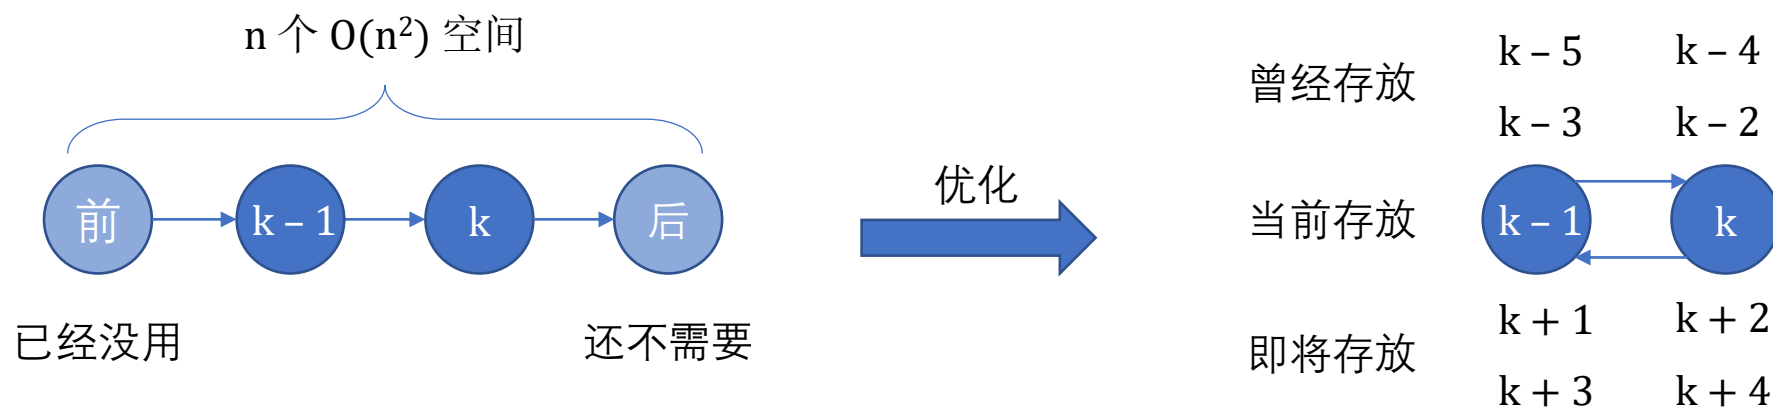 n 个 O(n²) 空间
前
k – 1
k
后
已经没用
还不需要
优化
曾经存放
k – 5
k – 4
k – 3
k – 2
当前存放
k – 1
k
即将存放
k + 1
k + 2
k + 3
k + 4